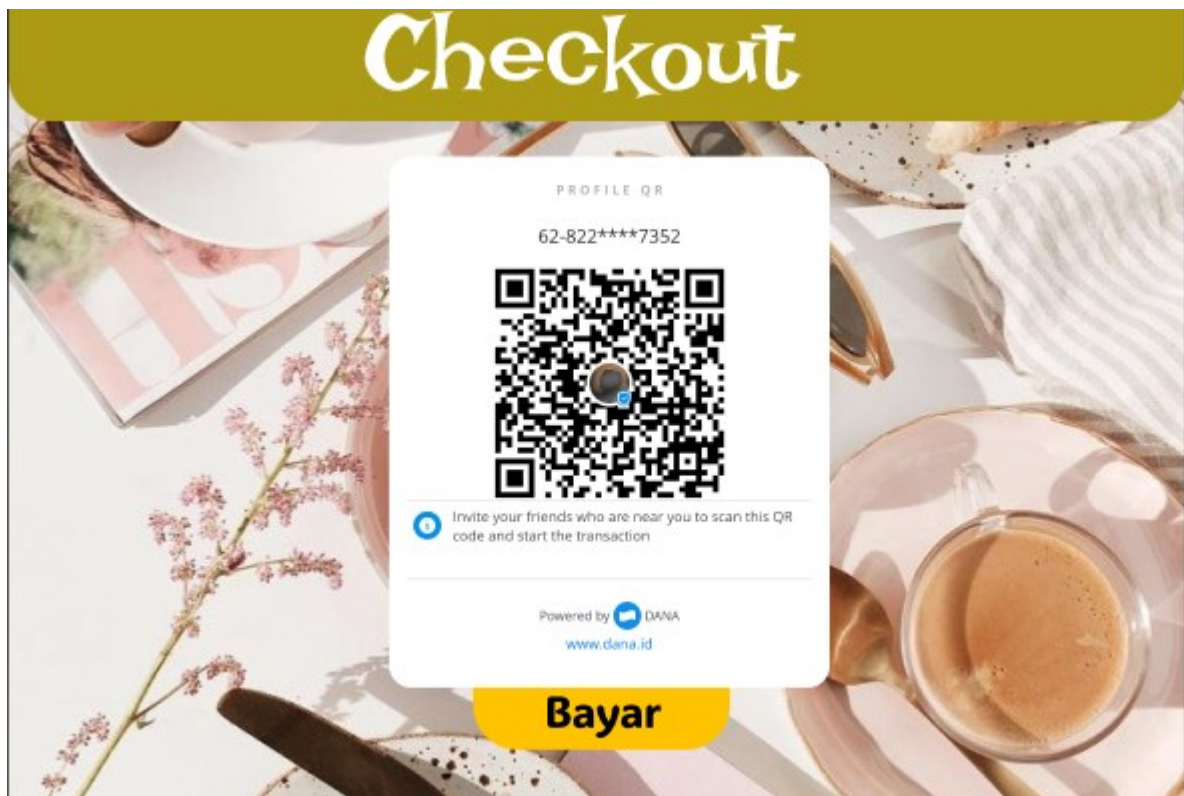 Checkout
PROFILE QR
62-822****7352
Invite your friends who are near you to scan this QR
code and start the transaction
Powered by DANA
www.dana.id
Bayar